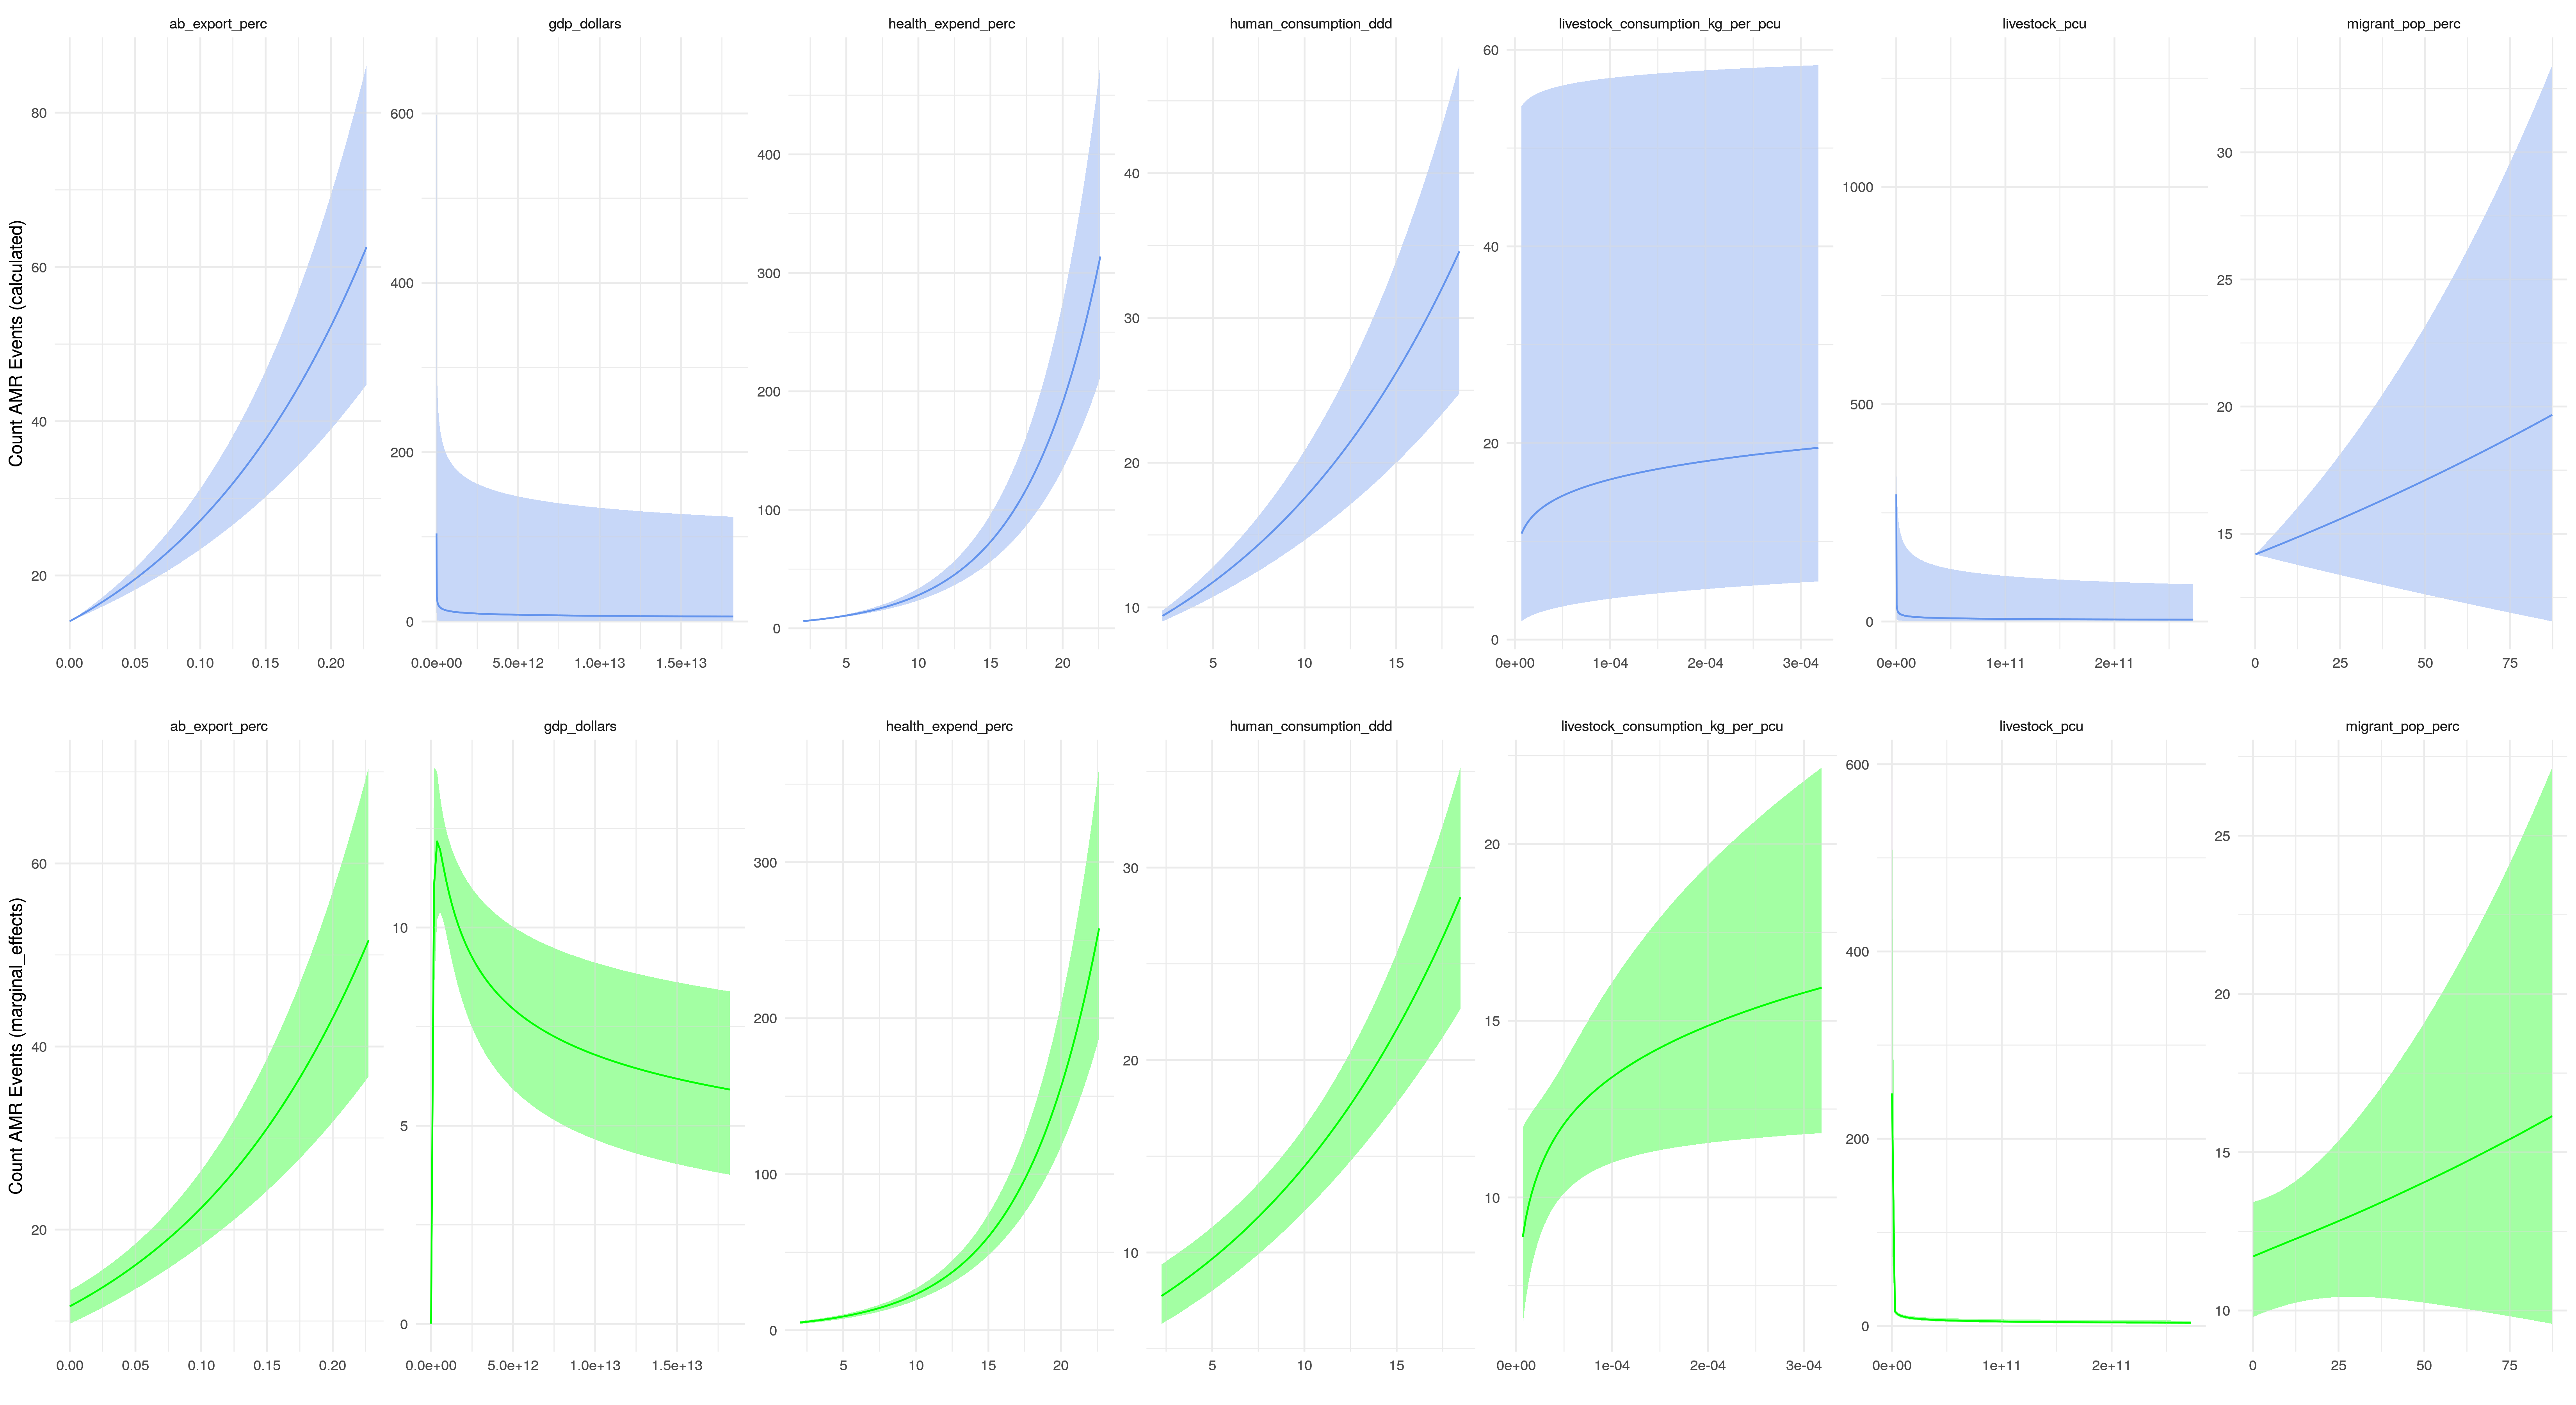 ab_export_perc
gdp_dollars
health_expend_perc
human_consumption_ddd
livestock_consumption_kg_per_pcu
livestock_pcu
migrant_pop_perc
Count AMR Events (calculated)
80
60
40
20
0.00 0.05 0.10 0.15 0.20
600
400
200
0
0.0e+00 5.0e+12 1.0e+13 1.5e+13
400
300
200
100
0
5 10 15 20
40
30
20
10
5 10 15
60
40
20
0
0e+00 1e-04 2e-04 3e-04
1000
500
0
0e+00 1e+11 2e+11
30
25
20
15
0 25 50 75
ab_export_perc
gdp_dollars
health_expend_perc
human_consumption_ddd
livestock_consumption_kg_per_pcu
livestock_pcu
migrant_pop_perc
Count AMR Events (marginal_effects)
60
40
20
0.00 0.05 0.10 0.15 0.20
10
5
0
0.0e+00 5.0e+12 1.0e+13 1.5e+13
300
200
100
0
5 10 15 20
30
20
10
5 10 15
20
15
10
0e+00 1e-04 2e-04 3e-04
600
400
200
0
0e+00 1e+11 2e+11
25
20
15
10
0 25 50 75